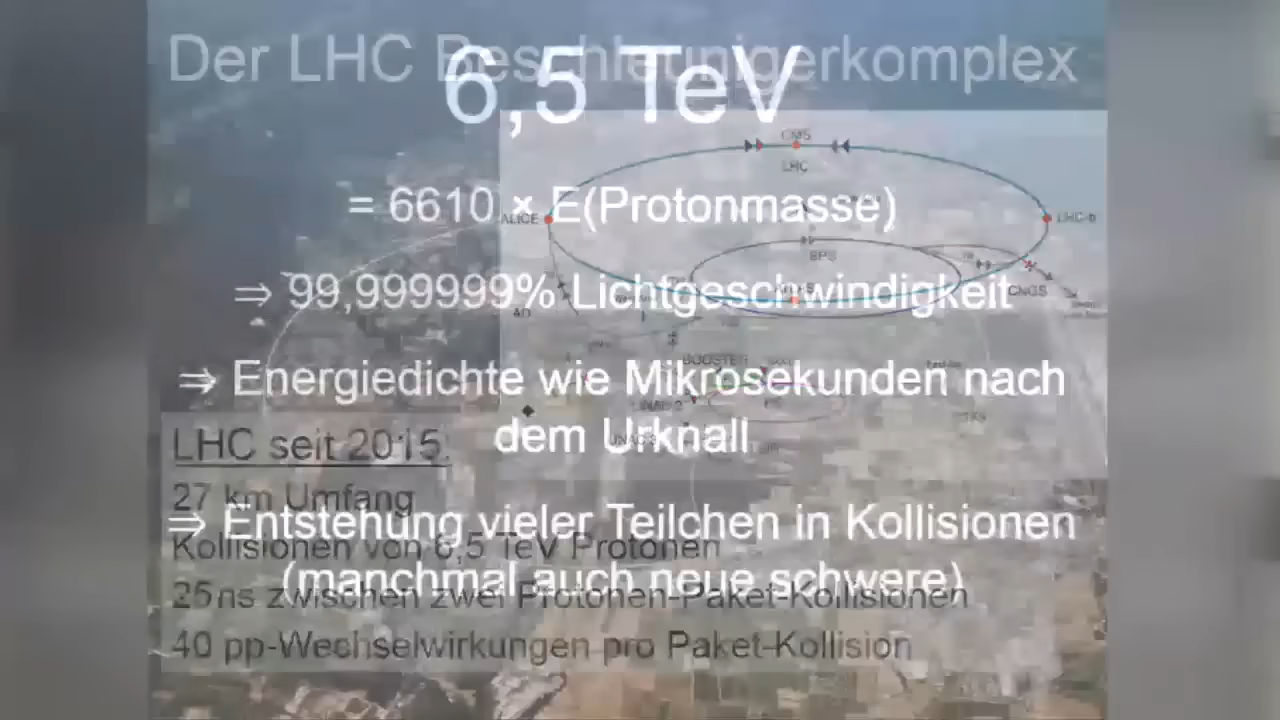 Der LHC Beschleunigerkomplex
6,5 TeV
CMS
LHC
= 6610 × E(Protonmasse)
ALICE
LHC-b
SPS
⇒ 99,999999% Lichtgeschwindigkeit
CNGS
AD
BOOSTER
⇒ Energiedichte wie Mikrosekunden nach
dem Urknall
LHC seit 2015:
27 km Umfang
⇒ Entstehung vieler Teilchen in Kollisionen
Kollisionen von 6,5 TeV Protonen
(manchmal auch neue schwere)
25 ns zwischen zwei Protonen-Paket-Kollisionen
40 pp-Wechselwirkungen pro Paket-Kollision